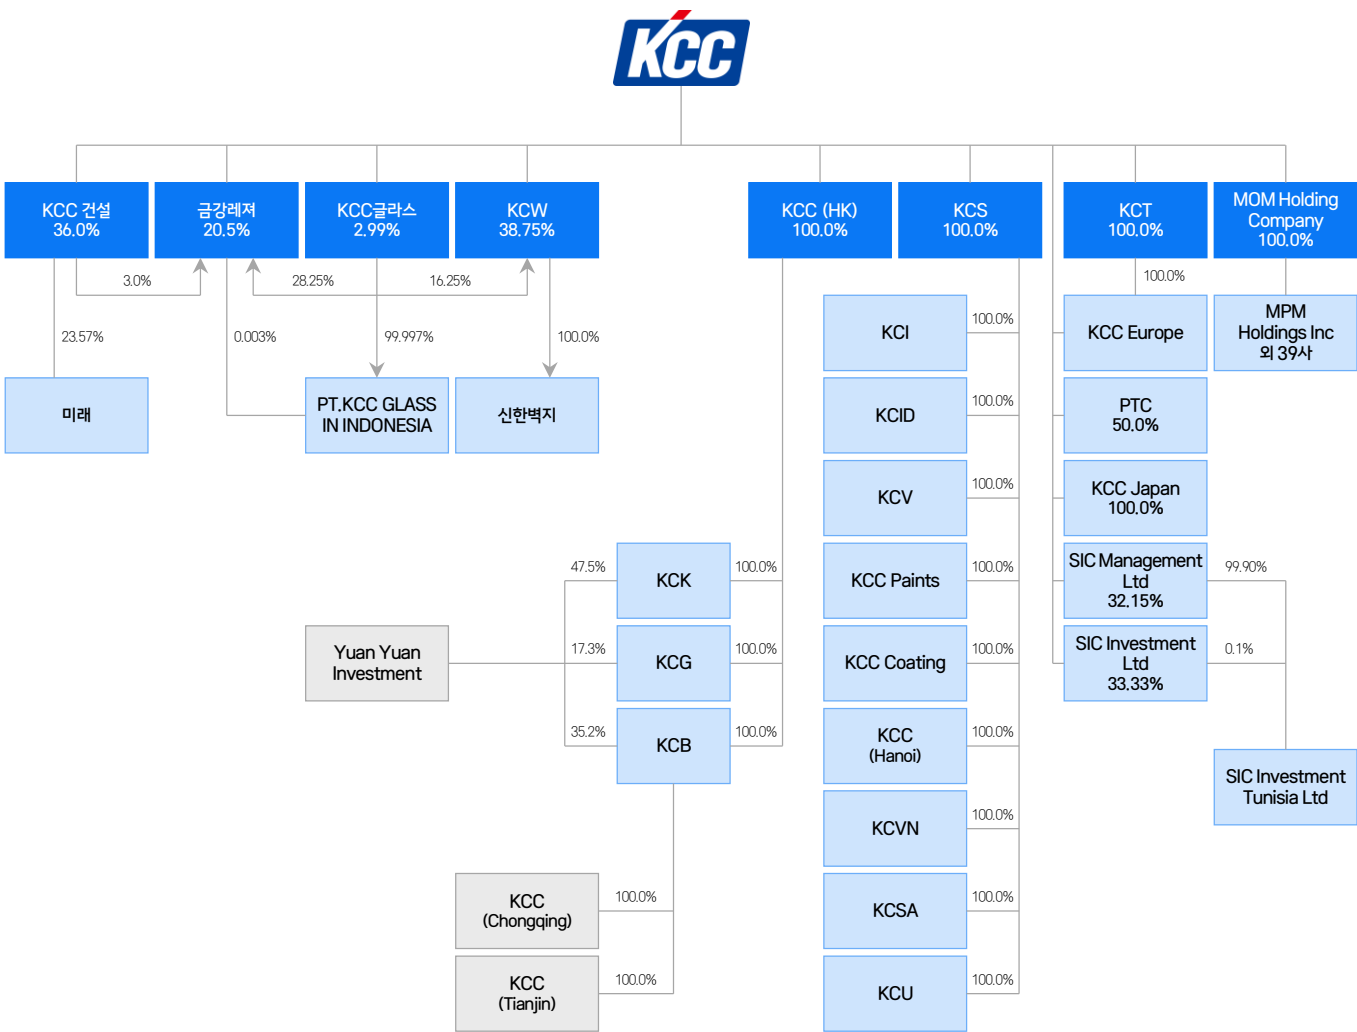 KCC
KCC 건설
36.0%
금강레져
20.5%
KCC글라스
2.99%
KCW
38.75%
KCC (HK)
100.0%
KCS
100.0%
KCT
100.0%
MOM Holding
Company
100.0%
3.0%
28.25%
16.25%
100.0%
23.57%
0.003%
99.997%
100.0%
미래
PT.KCC GLASS
IN INDONESIA
신한벽지
KCI
100.0%
KCC Europe
MPM
Holdings Inc
외 39사
KCID
100.0%
PTC
50.0%
KCV
100.0%
KCC Japan
100.0%
47.5%
KCK
100.0%
KCC Paints
100.0%
SIC Management
Ltd
32.15%
99.90%
Yuan Yuan
Investment
17.3%
KCG
100.0%
KCC Coating
100.0%
SIC Investment
Ltd
33.33%
0.1%
35.2%
KCB
100.0%
KCC
(Hanoi)
100.0%
SIC Investment
Tunisia Ltd
KCVN
100.0%
KCC
(Chongqing)
100.0%
KCSA
100.0%
KCC
(Tianjin)
100.0%
KCU
100.0%